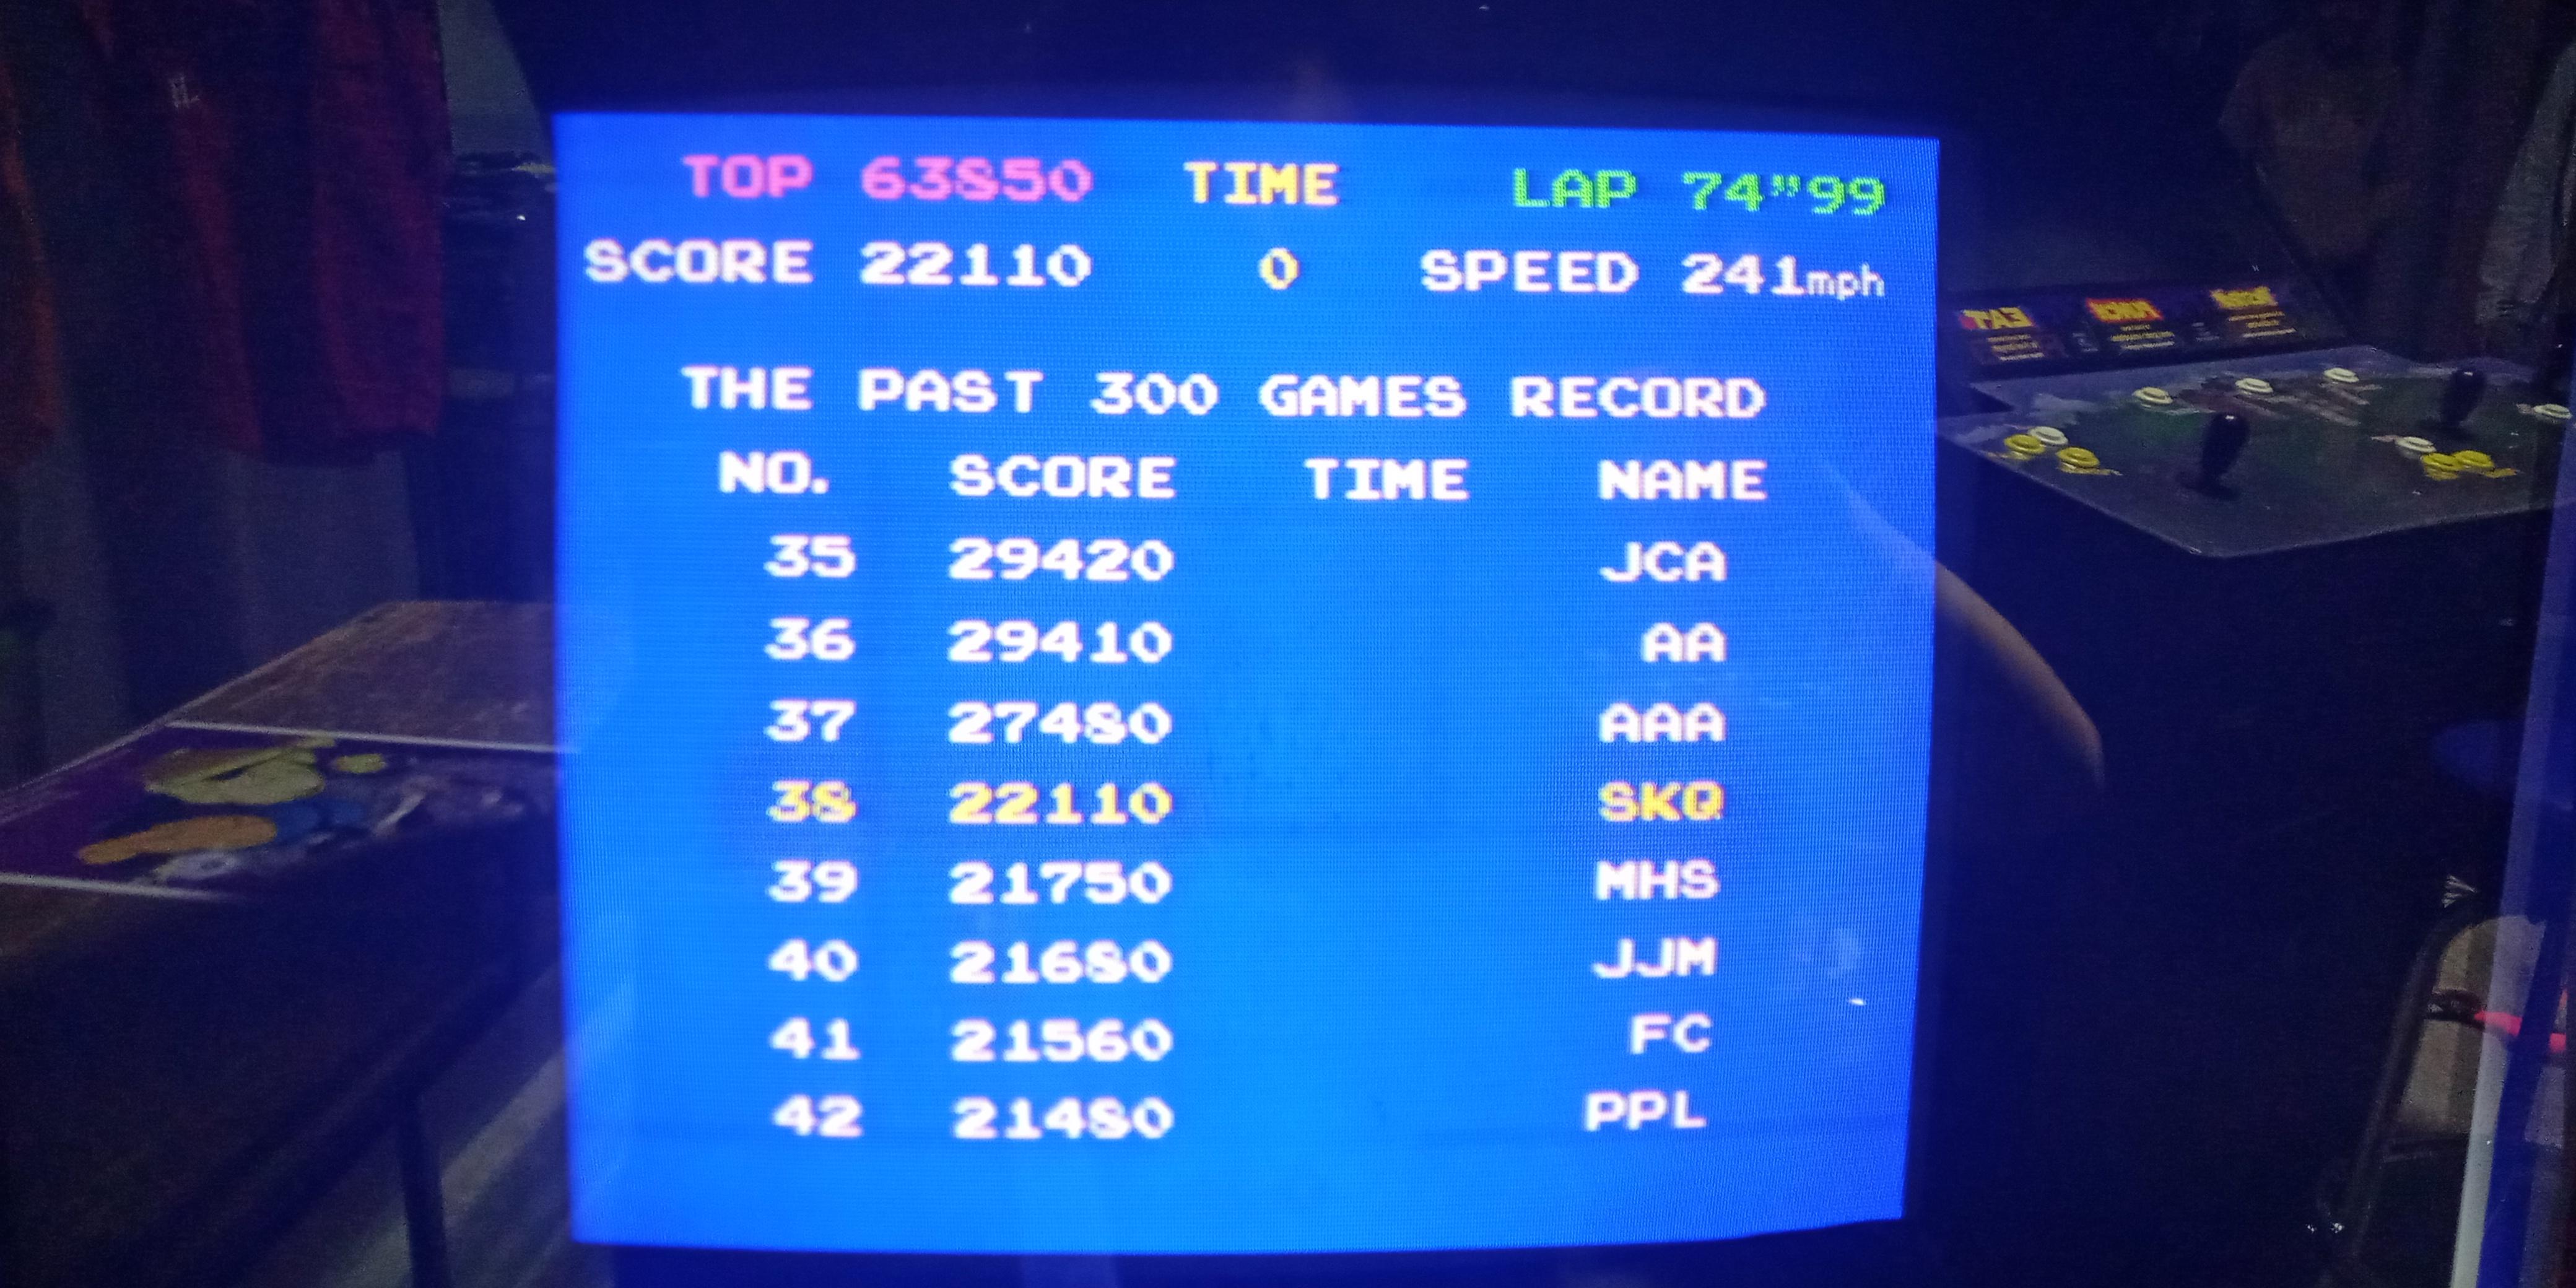 TOP 63850 TIME LAP 74"99
SCORE 22110 0 SPEED 241mph
THE PAST 300 GAMES RECORD
NO. SCORE TIME NAME
35 29420 JCA
36 29410 AA
37 27480 AAA
38 22110 SKQ
39 21750 MHS
40 21680 JJM
41 21560 FC
42 21480 PPL